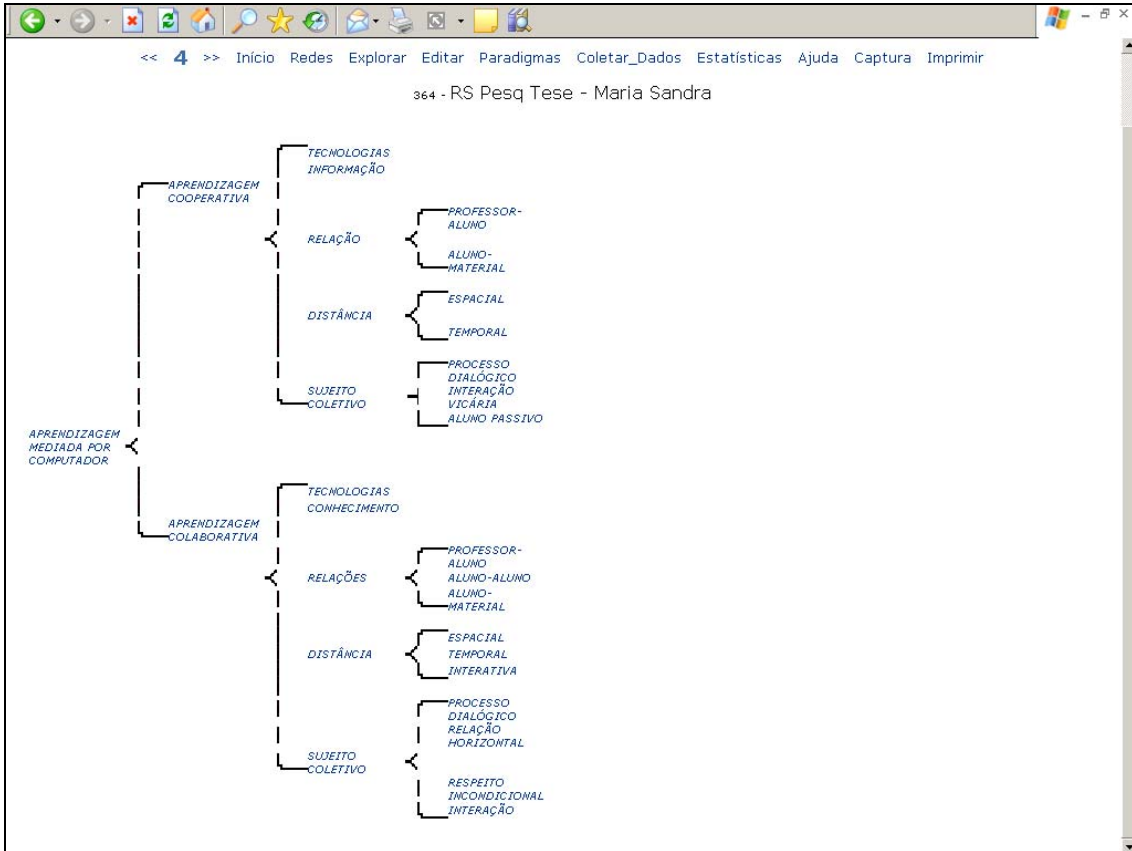 << 4 >> Início Redes Explorar Editar Paradigmas Coletar_Dados Estatísticas Ajuda Captura Imprimir
364 - RS Pesq Tese - Maria Sandra
TECNOLOGIAS
INFORMAÇÃO
APRENDIZAGEM
COOPERATIVA
PROFESSOR-
ALUNO
RELAÇÃO
ALUNO-
MATERIAL
ESPACIAL
DISTÂNCIA
TEMPORAL
PROCESSO
DIALÓGICO
INTERAÇÃO
VICÁRIA
ALUNO PASSIVO
SUJEITO
COLETIVO
APRENDIZAGEM
MEDIADA POR
COMPUTADOR
TECNOLOGIAS
CONHECIMENTO
APRENDIZAGEM
COLABORATIVA
PROFESSOR-
ALUNO
ALUNO-ALUNO
ALUNO-
MATERIAL
RELAÇÕES
ESPACIAL
TEMPORAL
INTERATIVA
DISTÂNCIA
PROCESSO
DIALÓGICO
RELAÇÃO
HORIZONTAL
SUJEITO
COLETIVO
RESPEITO
INCONDICIONAL
INTERAÇÃO